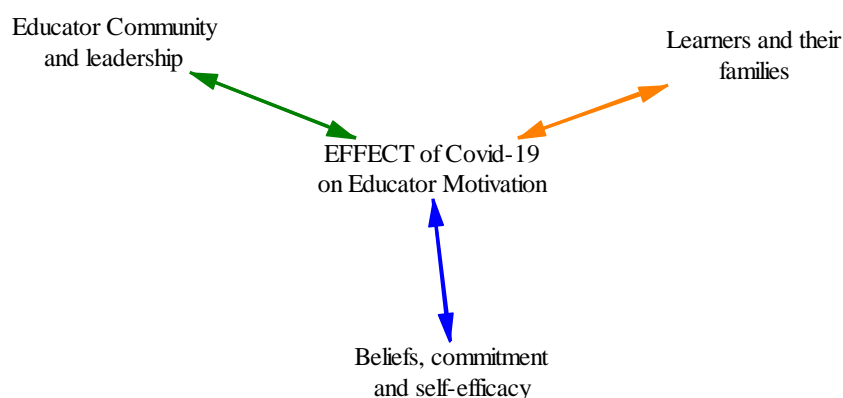 Educator Community
and leadership
Learners and their
families
EFFECT of Covid-19
on Educator Motivation
Beliefs, commitment
and self-efficacy